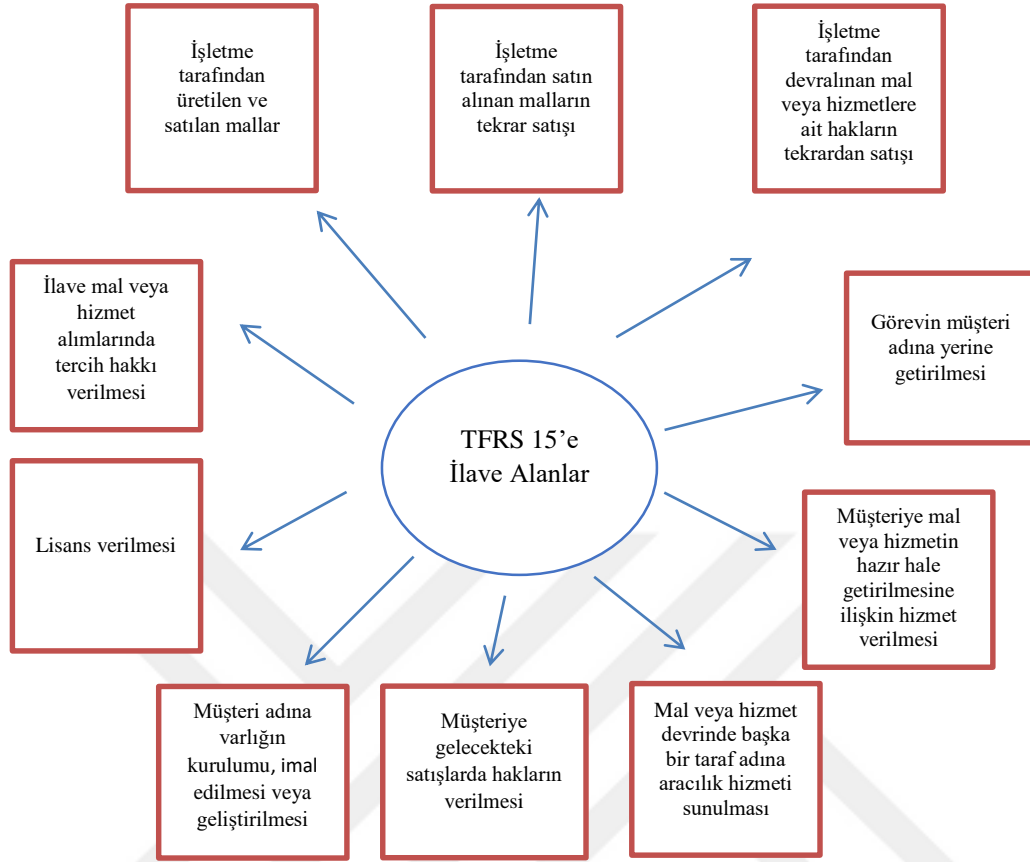 İşletme
tarafından
üretilen ve
satılan mallar
İşletme
tarafından satın
alınan malların
tekrar satışı
İşletme
tarafından
devralınan mal
veya hizmetlere
ait hakların
tekrardan satışı
İlave mal veya
hizmet
alımlarında
tercih hakkı
verilmesi
Görevin müşteri
adına yerine
getirilmesi
TFRS 15’e
İlave Alanlar
Lisans verilmesi
Müşteriye mal
veya hizmetin
hazır hale
getirilmesine
ilişkin hizmet
verilmesi
Müşteri adına
varlığın
kurulumu, imal
edilmesi veya
geliştirilmesi
Müşteriye
gelecekteki
satışlarda hakların
verilmesi
Mal veya hizmet
devrinde başka
bir taraf adına
aracılık hizmeti
sunulması